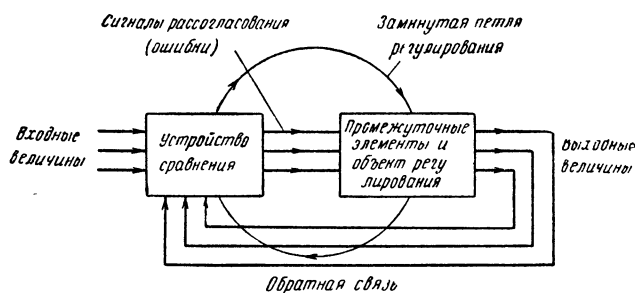 Сигналы рассогласования
(ошибки)
Замкнутая петля
регулирования
Входные
величины
Устройство
сравнения
Промежуточные
элементы и
объект регу
лирования
Выходные
величины
Обратная связь